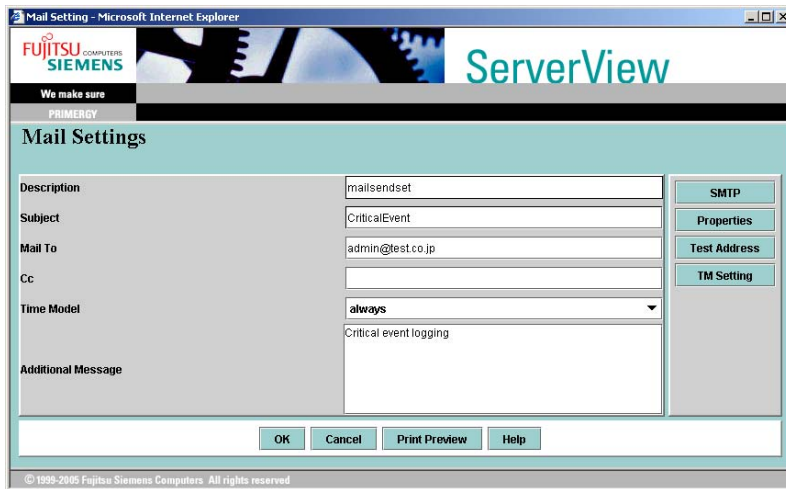 Mail Setting - Microsoft Internet Explorer
FUJITSU COMPUTERS
SIEMENS
ServerView
We make sure
PRIMERGY
Mail Settings
Description mailsendset
SMTP
Subject CriticalEvent
Properties
Mail To admin@test.co.jp
Test Address
Cc
TM Setting
Time Model always
Additional Message Critical event logging
OK Cancel Print Preview Help
© 1999-2005 Fujitsu Siemens Computers All rights reserved